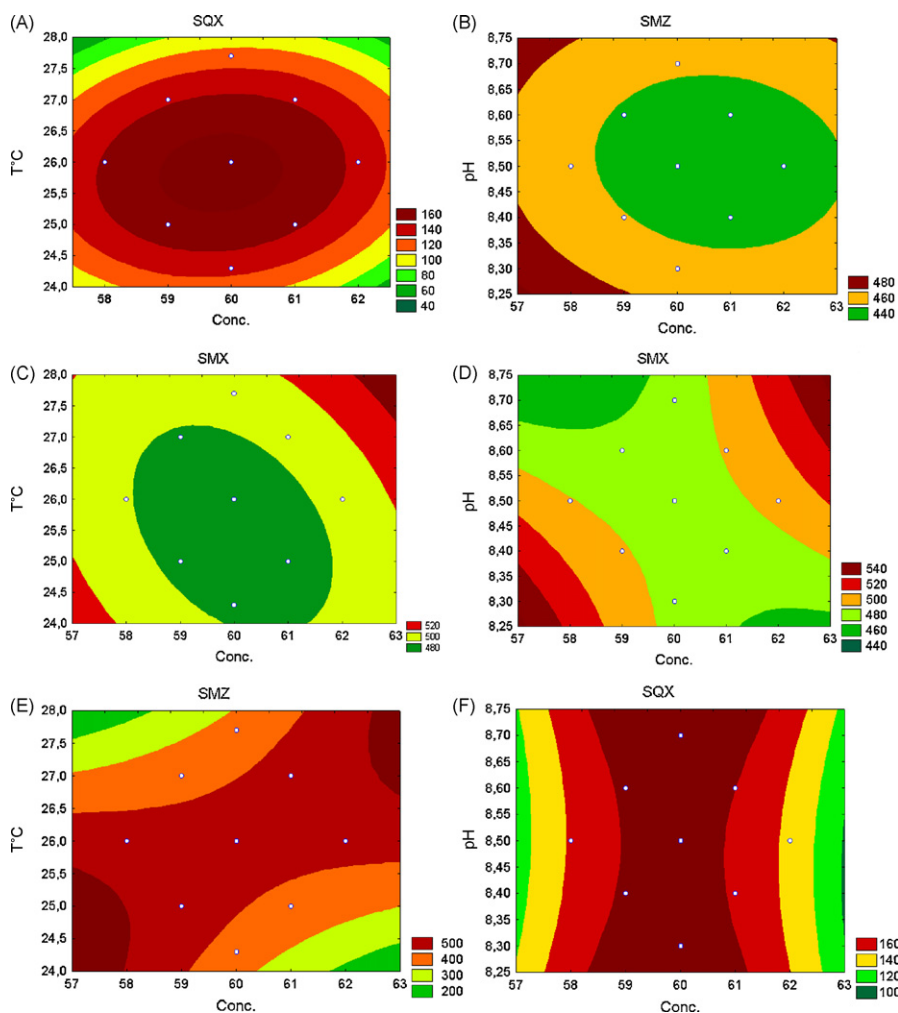 (A)
SQX
T°C
28,0
27,5
27,0
26,5
26,0
25,5
25,0
24,5
24,0
58 59 60 61 62
Conc.
160
140
120
100
80
60
40
(B)
SMZ
pH
8,75
8,70
8,65
8,60
8,55
8,50
8,45
8,40
8,35
8,30
8,25
57 58 59 60 61 62 63
Conc.
480
460
440
(C)
SMX
T°C
28,0
27,5
27,0
26,5
26,0
25,5
25,0
24,5
24,0
57 58 59 60 61 62 63
Conc.
520
500
480
(D)
SMX
pH
8,75
8,70
8,65
8,60
8,55
8,50
8,45
8,40
8,35
8,30
8,25
57 58 59 60 61 62 63
Conc.
540
520
500
480
460
440
(E)
SMZ
T°C
28,0
27,5
27,0
26,5
26,0
25,5
25,0
24,5
24,0
57 58 59 60 61 62 63
Conc.
500
400
300
200
(F)
SQX
pH
8,75
8,70
8,65
8,60
8,55
8,50
8,45
8,40
8,35
8,30
8,25
57 58 59 60 61 62 63
Conc.
160
140
120
100